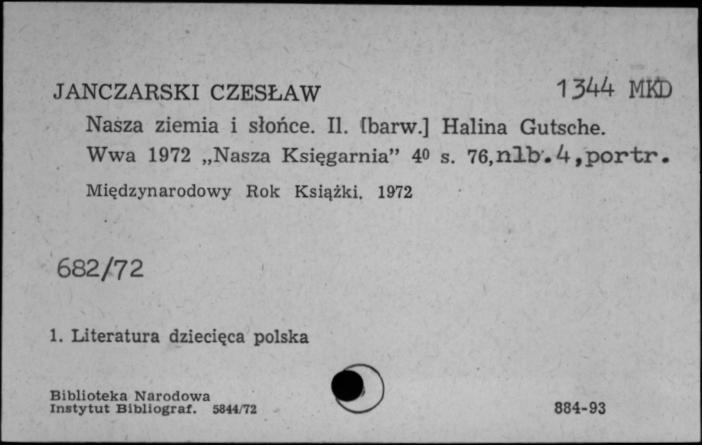 JANCZARSKI CZESŁAW 1344 MKD
Nasza ziemia i słońce. Il. [barw.] Halina Gutsche.
Wwa 1972 „Nasza Księgarnia” 4⁰ s. 76,nlb.4,portr.
Międzynarodowy Rok Książki. 1972
682/72
1. Literatura dziecięca polska
Biblioteka Narodowa
Instytut Bibliograf. 5844/72 884-93